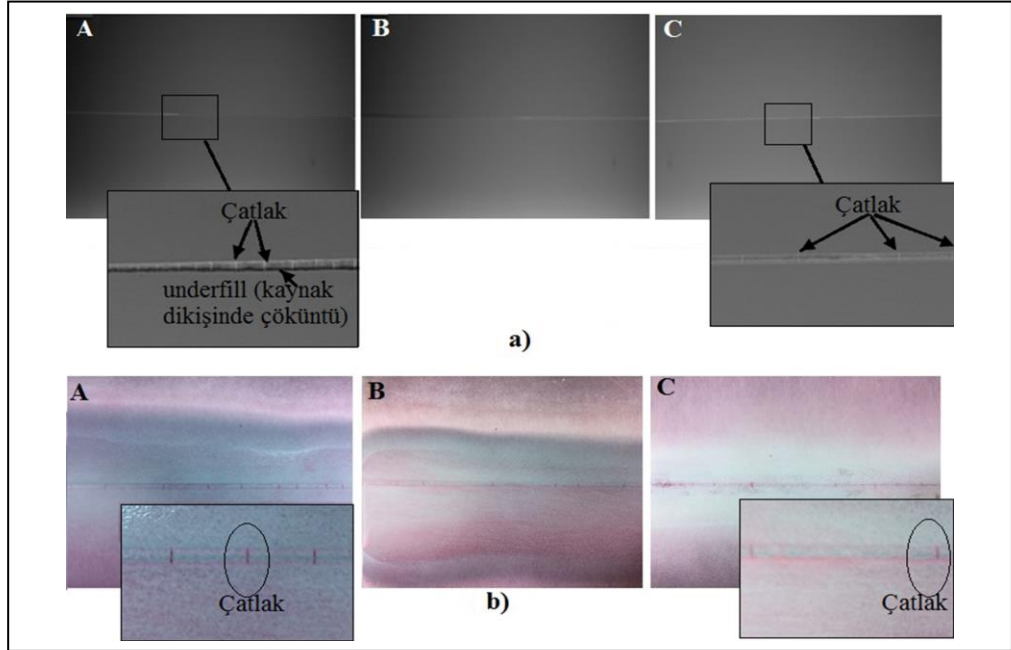 A
B
C
Çatlak
underfill (kaynak
dikişinde çöküntü)
Çatlak
a)
A
B
C
Çatlak
Çatlak
b)